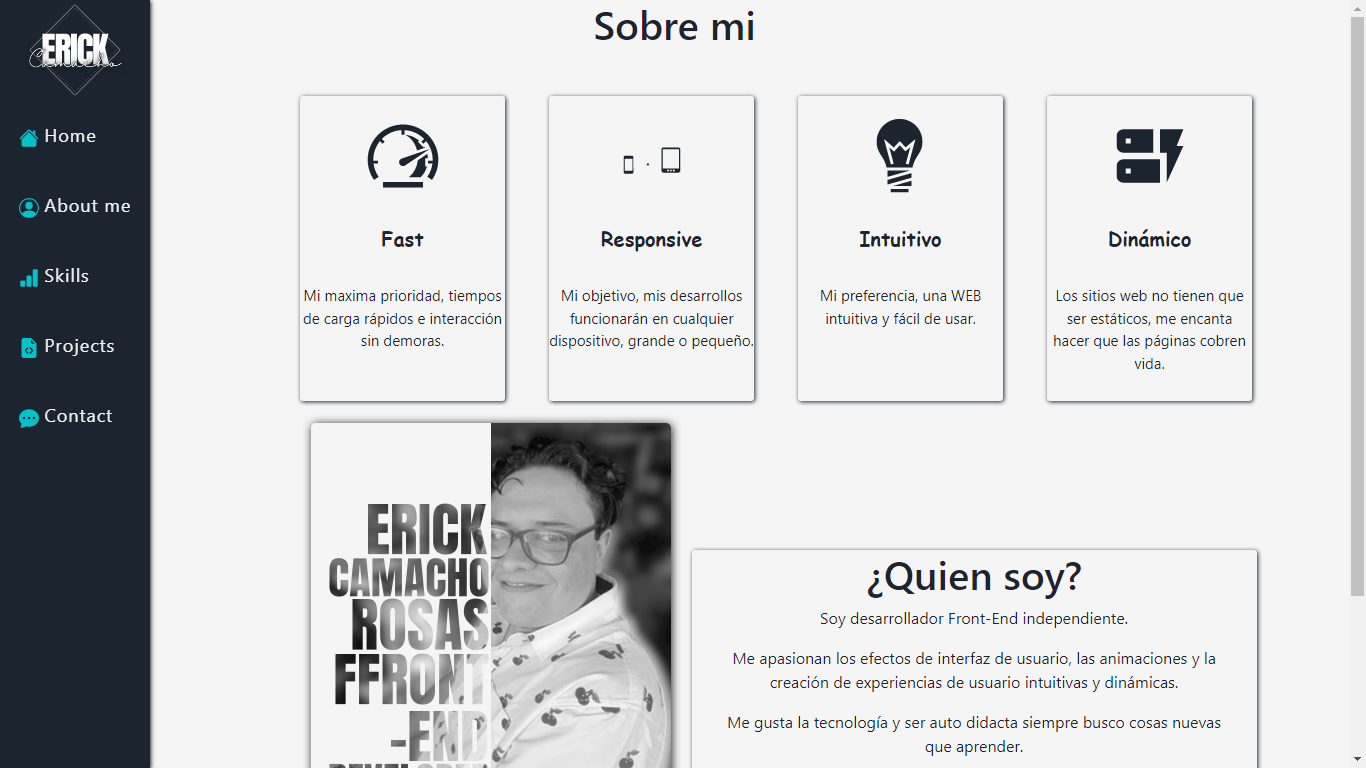 ERICK
Camacho
Home
About me
Skills
Projects
Contact
Sobre mi
Fast
Mi maxima prioridad, tiempos
de carga rápidos e interacción
sin demoras.
Responsive
Mi objetivo, mis desarrollos
funcionarán en cualquier
dispositivo, grande o pequeño.
Intuitivo
Mi preferencia, una WEB
intuitiva y fácil de usar.
Dinámico
Los sitios web no tienen que
ser estáticos, me encanta
hacer que las páginas cobren
vida.
ERICK
CAMACHO
ROSAS
FFRONT
-END
DEVELOPER
¿Quien soy?
Soy desarrollador Front-End independiente.
Me apasionan los efectos de interfaz de usuario, las animaciones y la
creación de experiencias de usuario intuitivas y dinámicas.
Me gusta la tecnología y ser auto didacta siempre busco cosas nuevas
que aprender.